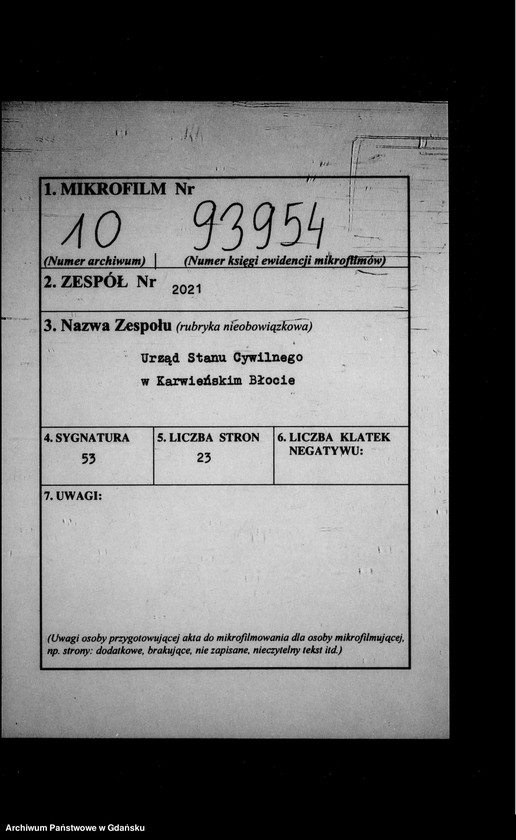 1. MIKROFILM Nr
10 93954
(Numer archiwum) (Numer księgi ewidencji mikrofilmów)
2. ZESPÓŁ Nr 2021
3. Nazwa Zespołu (rubryka nieobowiązkowa)
Urząd Stanu Cywilnego
w Karwieńskim Błocie
4. SYGNATURA
53
5. LICZBA STRON
23
6. LICZBA KLATEK
NEGATYWU:
7. UWAGI:
(Uwagi osoby przygotowującej akta do mikrofilmowania dla osoby mikrofilmującej,
np. strony: dodatkowe, brakujące, nie zapisane, nieczytelny tekst itd.)
Archiwum Państwowe w Gdańsku